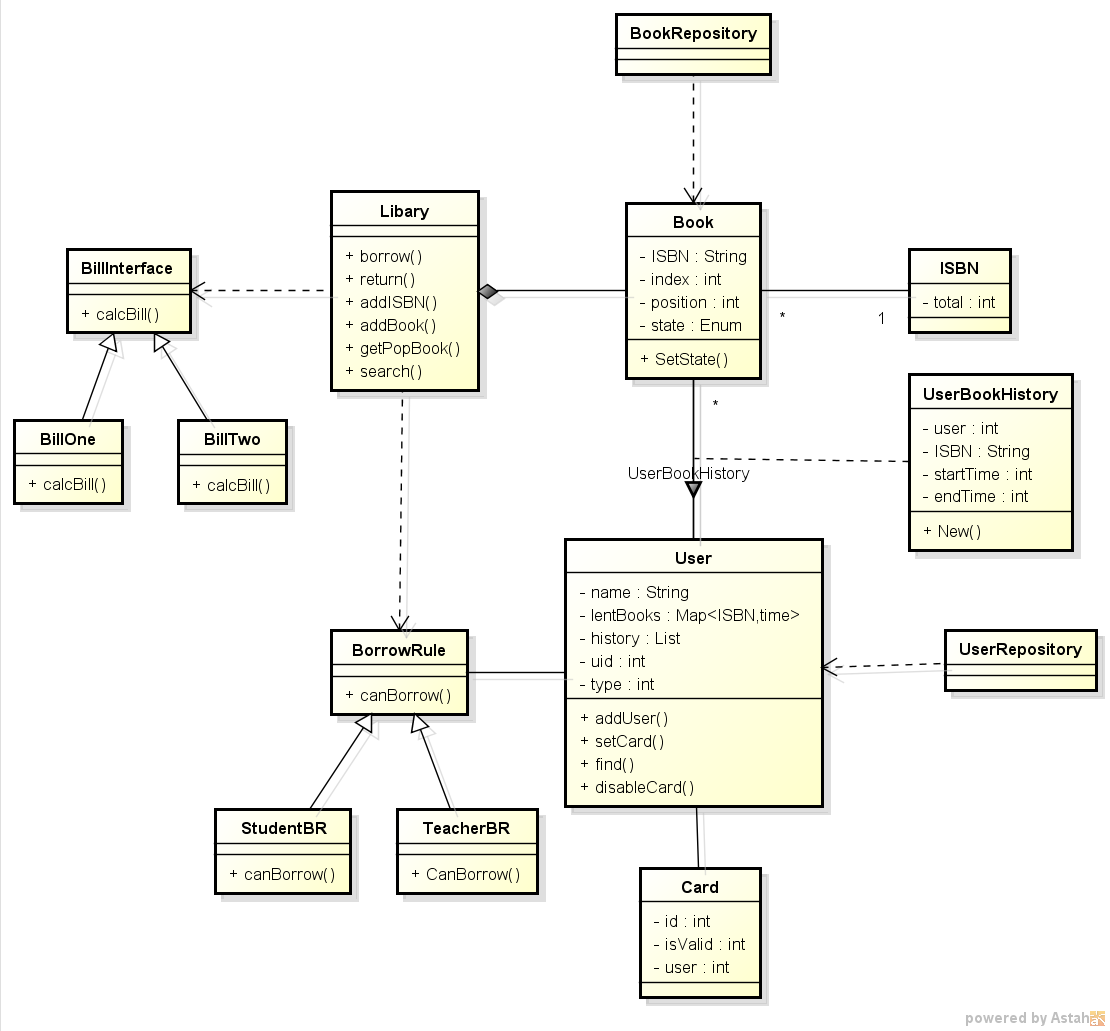 BookRepository
Libary
+ borrow()
+ return()
+ addISBN()
+ addBook()
+ getPopBook()
+ search()
Book
- ISBN : String
- index : int
- position : int
- state : Enum
+ SetState()
ISBN
- total : int
* 1
BillInterface
+ calcBill()
BillOne
+ calcBill()
BillTwo
+ calcBill()
*
UserBookHistory
UserBookHistory
- user : int
- ISBN : String
- startTime : int
- endTime : int
+ New()
User
- name : String
- lentBooks : Map<ISBN,time>
- history : List
- uid : int
- type : int
+ addUser()
+ setCard()
+ find()
+ disableCard()
UserRepository
BorrowRule
+ canBorrow()
StudentBR
+ canBorrow()
TeacherBR
+ CanBorrow()
Card
- id : int
- isValid : int
- user : int
powered by Astah